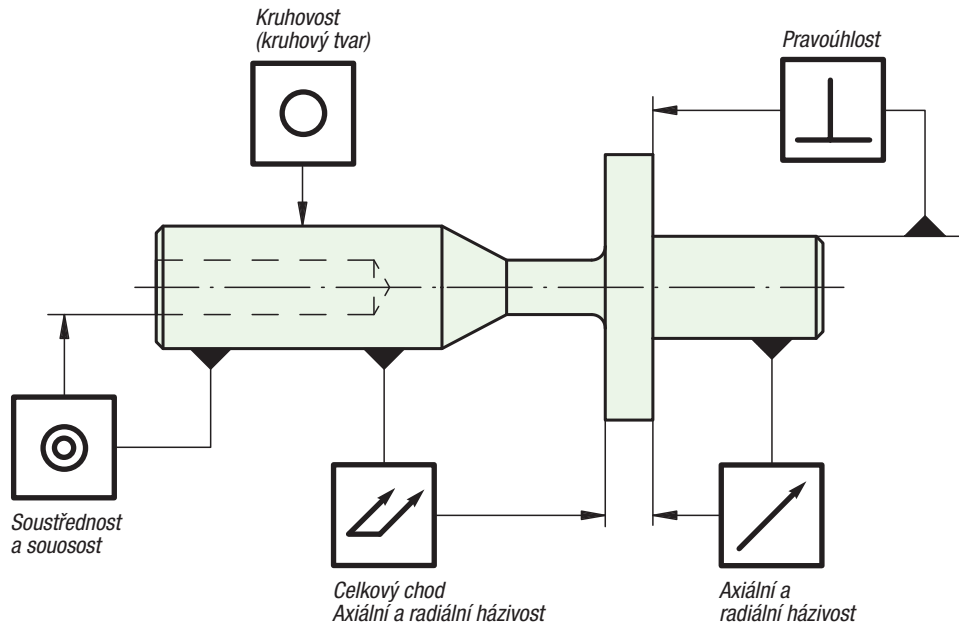 Kruhovost
(kruhový tvar)
Pravoúhlost
Soustřednost
a souosost
Celkový chod
Axiální a radiální házivost
Axiální a
radiální házivost